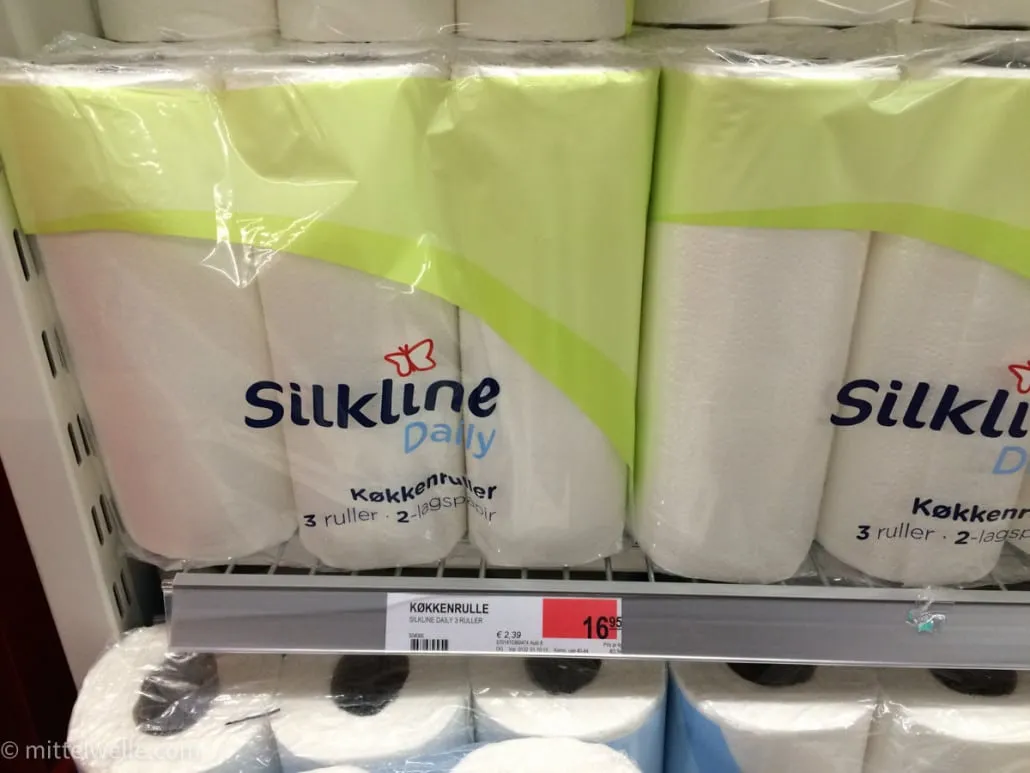 Silkline
Daily
Køkkenruller
3 ruller · 2-lagspapir
Silkli
D
Køkkenr
3 ruller · 2-lagsp
KØKKENRULLE
SILKLINE DAILY 3 RULLER
€ 2,39
16 95
© mittelwelle.com